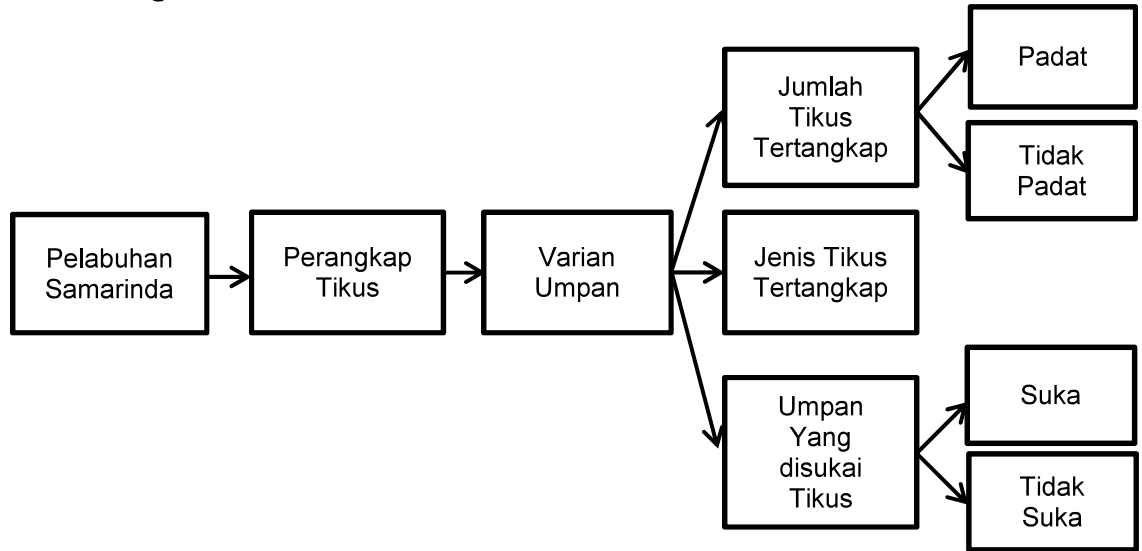 Pelabuhan
Samarinda
Perangkap
Tikus
Varian
Umpan
Jumlah
Tikus
Tertangkap
Padat
Tidak
Padat
Jenis Tikus
Tertangkap
Umpan
Yang
disukai
Tikus
Suka
Tidak
Suka